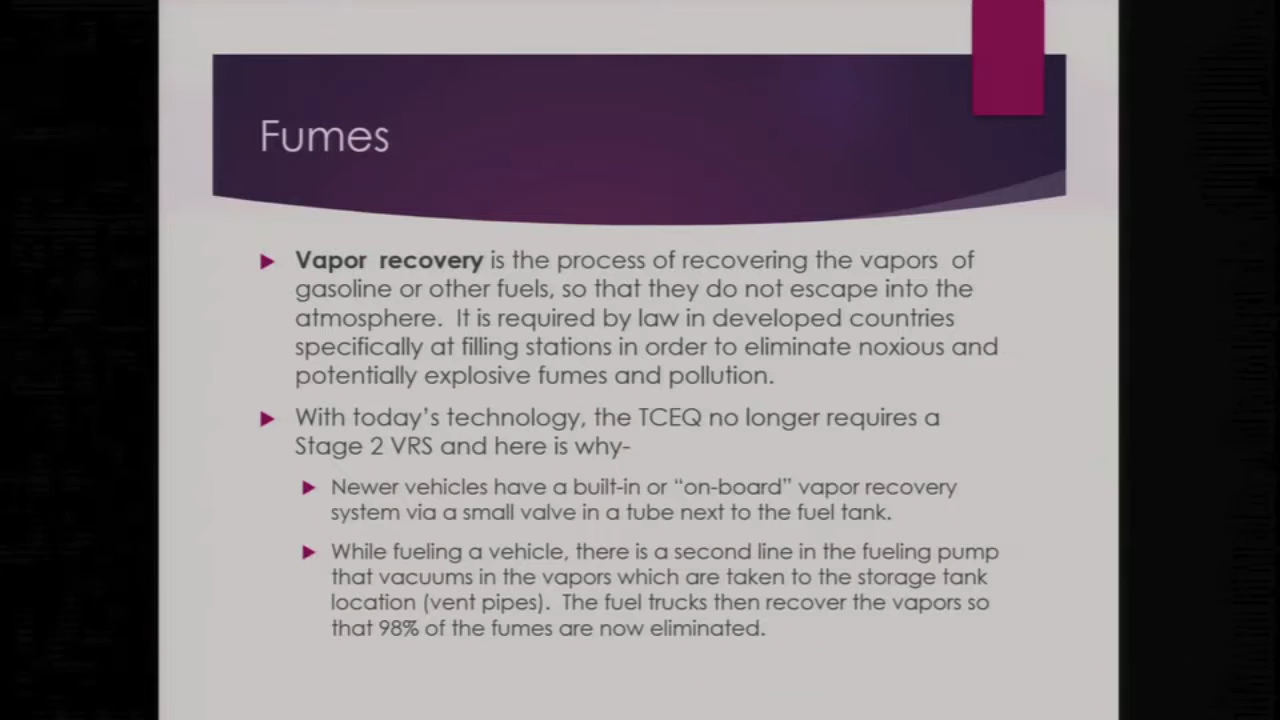 Fumes
Vapor recovery is the process of recovering the vapors of
gasoline or other fuels, so that they do not escape into the
atmosphere. It is required by law in developed countries
specifically at filling stations in order to eliminate noxious and
potentially explosive fumes and pollution.
With today's technology, the TCEQ no longer requires a
Stage 2 VRS and here is why-
Newer vehicles have a built-in or “on-board” vapor recovery
system via a small valve in a tube next to the fuel tank.
While fueling a vehicle, there is a second line in the fueling pump
that vacuums in the vapors which are taken to the storage tank
location (vent pipes). The fuel trucks then recover the vapors so
that 98% of the fumes are now eliminated.